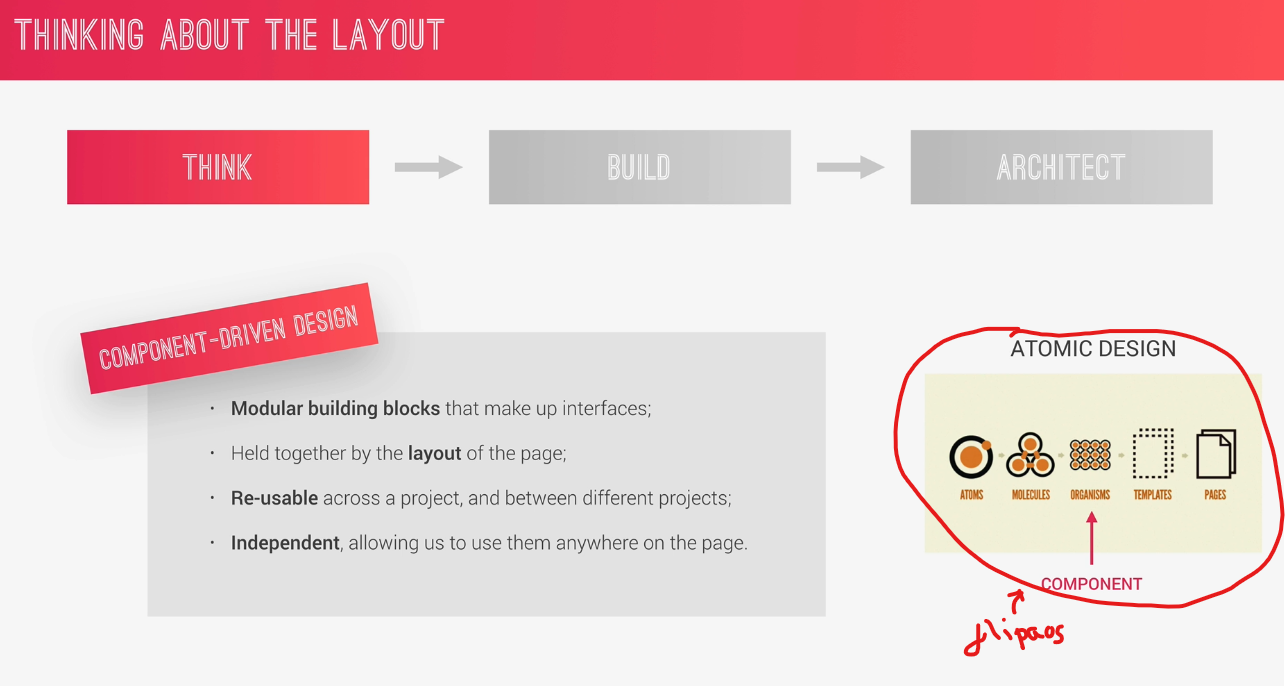 THINKING ABOUT THE LAYOUT
THINK
BUILD
ARCHITECT
COMPONENT-DRIVEN DESIGN
· Modular building blocks that make up interfaces;
· Held together by the layout of the page;
· Re-usable across a project, and between different projects;
· Independent, allowing us to use them anywhere on the page.
ATOMIC DESIGN
ATOMS MOLECULES ORGANISMS TEMPLATES PAGES
COMPONENT